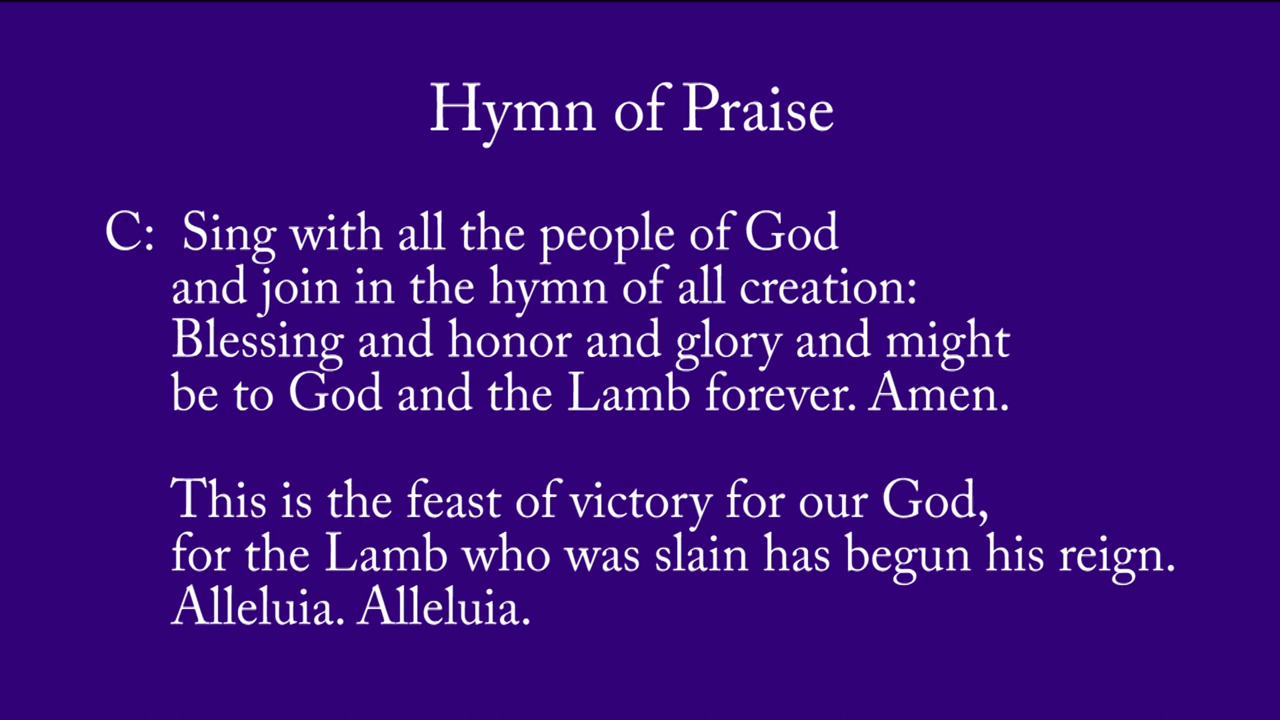 Hymn of Praise
C: Sing with all the people of God
and join in the hymn of all creation:
Blessing and honor and glory and might
be to God and the Lamb forever. Amen.
This is the feast of victory for our God,
for the Lamb who was slain has begun his reign.
Alleluia. Alleluia.